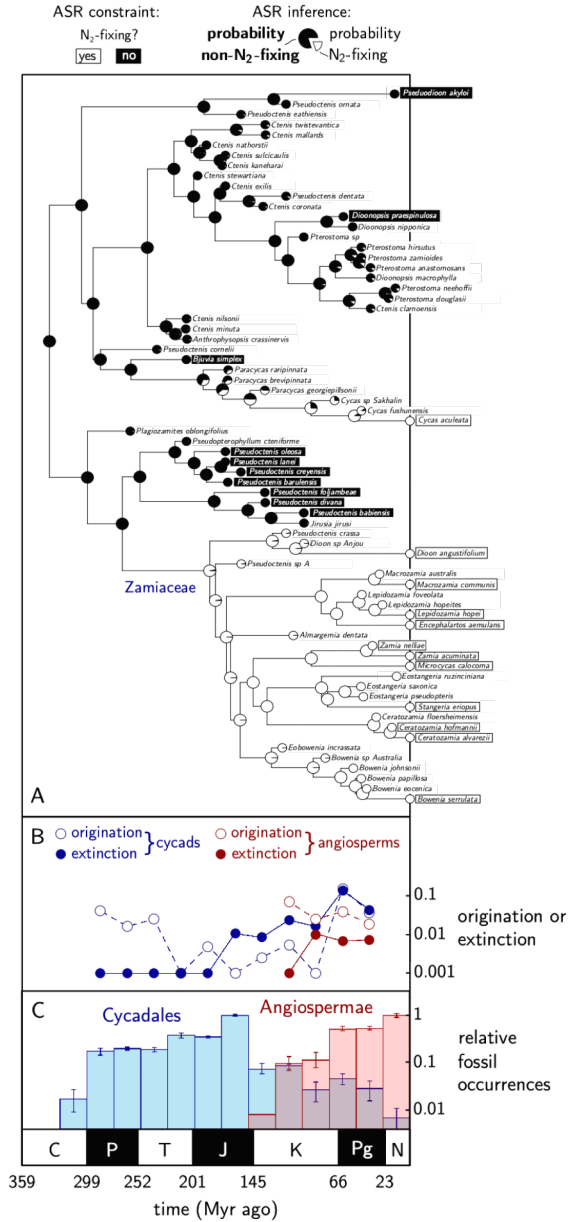 ASR constraint:
ASR inference:
N2-fixing?
yes
no
probability
non-N2-fixing
probability
N2-fixing
Pseduodioon akyloi
Pseudoctenis ornata
Pseudoctenis eathiensis
Ctenis twistevantica
Ctenis mallards
Ctenis nathorstii
Ctenis sulcicaulis
Ctenis kaneharai
Ctenis stewartiana
Ctenis exilis
Pseudoctenis dentata
Ctenis coronata
Dioonopsis praespinulosa
Dioonopsis nipponica
Pterostoma sp
Pterostoma hirsutus
Pterostoma zamioides
Pterostoma anastomosans
Dioonopsis macrophylla
Pterostoma neehoffii
Pterostoma douglasii
Ctenis clarnoensis
Ctenis nilsonii
Ctenis minuta
Anthrophyopsis crassinervis
Pseudoctenis cornelii
Bjuvia simplex
Paracycas raripinnata
Paracycas brevipinnata
Paracycas georgiepillsonii
Cycas sp Sakhalin
Cycas fushunensis
Cycas aculeata
Plagiozamites oblongifolius
Pseudopterophyllum cteniforme
Pseudoctenis oleosa
Pseudoctenis lanei
Pseudoctenis creyensis
Pseudoctenis barulensis
Pseudoctenis foljambeae
Pseudoctenis divana
Pseudoctenis babiensis
Jirusia jirusi
Pseudoctenis crassa
Dioon sp Anjou
Dioon angustifolium
Pseudoctenis sp A
Zamiaceae
Macrozamia australis
Macrozamia communis
Lepidozamia foveolata
Lepidozamia hopeites
Lepidozamia hopei
Encephalartos aemulans
Almargemia dentata
Zamia nelliae
Zamia acuminata
Microcycas calocoma
Eostangeria ruzinciniana
Eostangeria saxonica
Eostangeria pseudopteris
Stangeria eriopus
Ceratozamia floersheimensis
Ceratozamia hofmannii
Ceratozamia alvarezii
Eobowenia incrassata
Bowenia sp Australia
Bowenia johnsonii
Bowenia papillosa
Bowenia eocenica
Bowenia serrulata
A
B
origination
extinction
cycads
origination
extinction
angiosperms
0.1
0.01
0.001
origination or
extinction
C
Cycadales
Angiospermae
1
0.1
0.01
relative
fossil
occurrences
C P T J K Pg N
359 299 252 201 145 66 23
time (Myr ago)